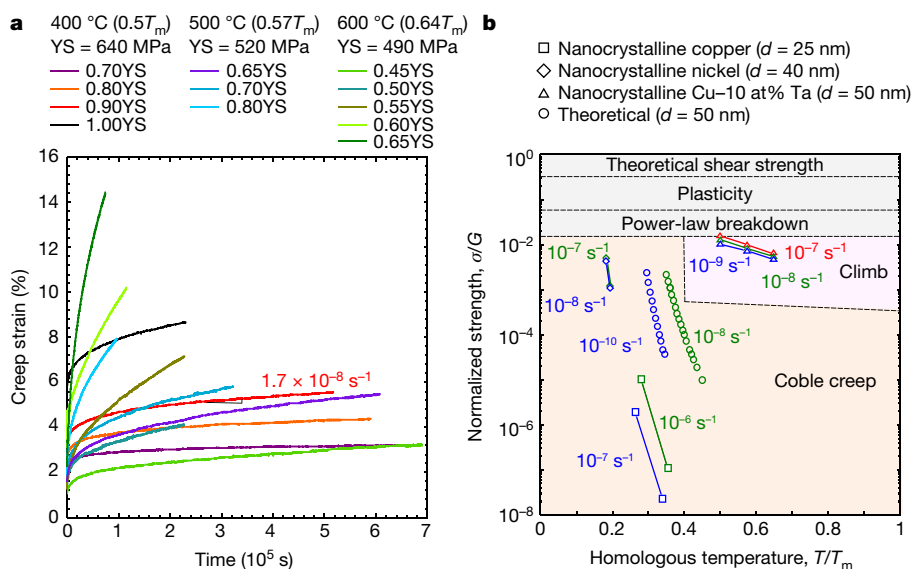 a
400 °C (0.5Tm)
YS = 640 MPa
0.70YS
0.80YS
0.90YS
1.00YS
500 °C (0.57Tm)
YS = 520 MPa
0.65YS
0.70YS
0.80YS
600 °C (0.64Tm)
YS = 490 MPa
0.45YS
0.50YS
0.55YS
0.60YS
0.65YS
Creep strain (%)
16
14
12
10
8
6
4
2
0
1.7 × 10⁻⁸ s⁻¹
0 1 2 3 4 5 6 7
Time (10⁵ s)
b
Nanocrystalline copper (d = 25 nm)
Nanocrystalline nickel (d = 40 nm)
Nanocrystalline Cu–10 at% Ta (d = 50 nm)
Theoretical (d = 50 nm)
Normalized strength, σ/G
10⁰
10⁻²
10⁻⁴
10⁻⁶
10⁻⁸
Theoretical shear strength
Plasticity
Power-law breakdown
10⁻⁷ s⁻¹
10⁻⁸ s⁻¹
10⁻⁹ s⁻¹
10⁻⁷ s⁻¹
10⁻⁸ s⁻¹
Climb
10⁻¹⁰ s⁻¹
10⁻⁸ s⁻¹
Coble creep
10⁻⁶ s⁻¹
10⁻⁷ s⁻¹
0 0.2 0.4 0.6 0.8 1.0
Homologous temperature, T/Tm